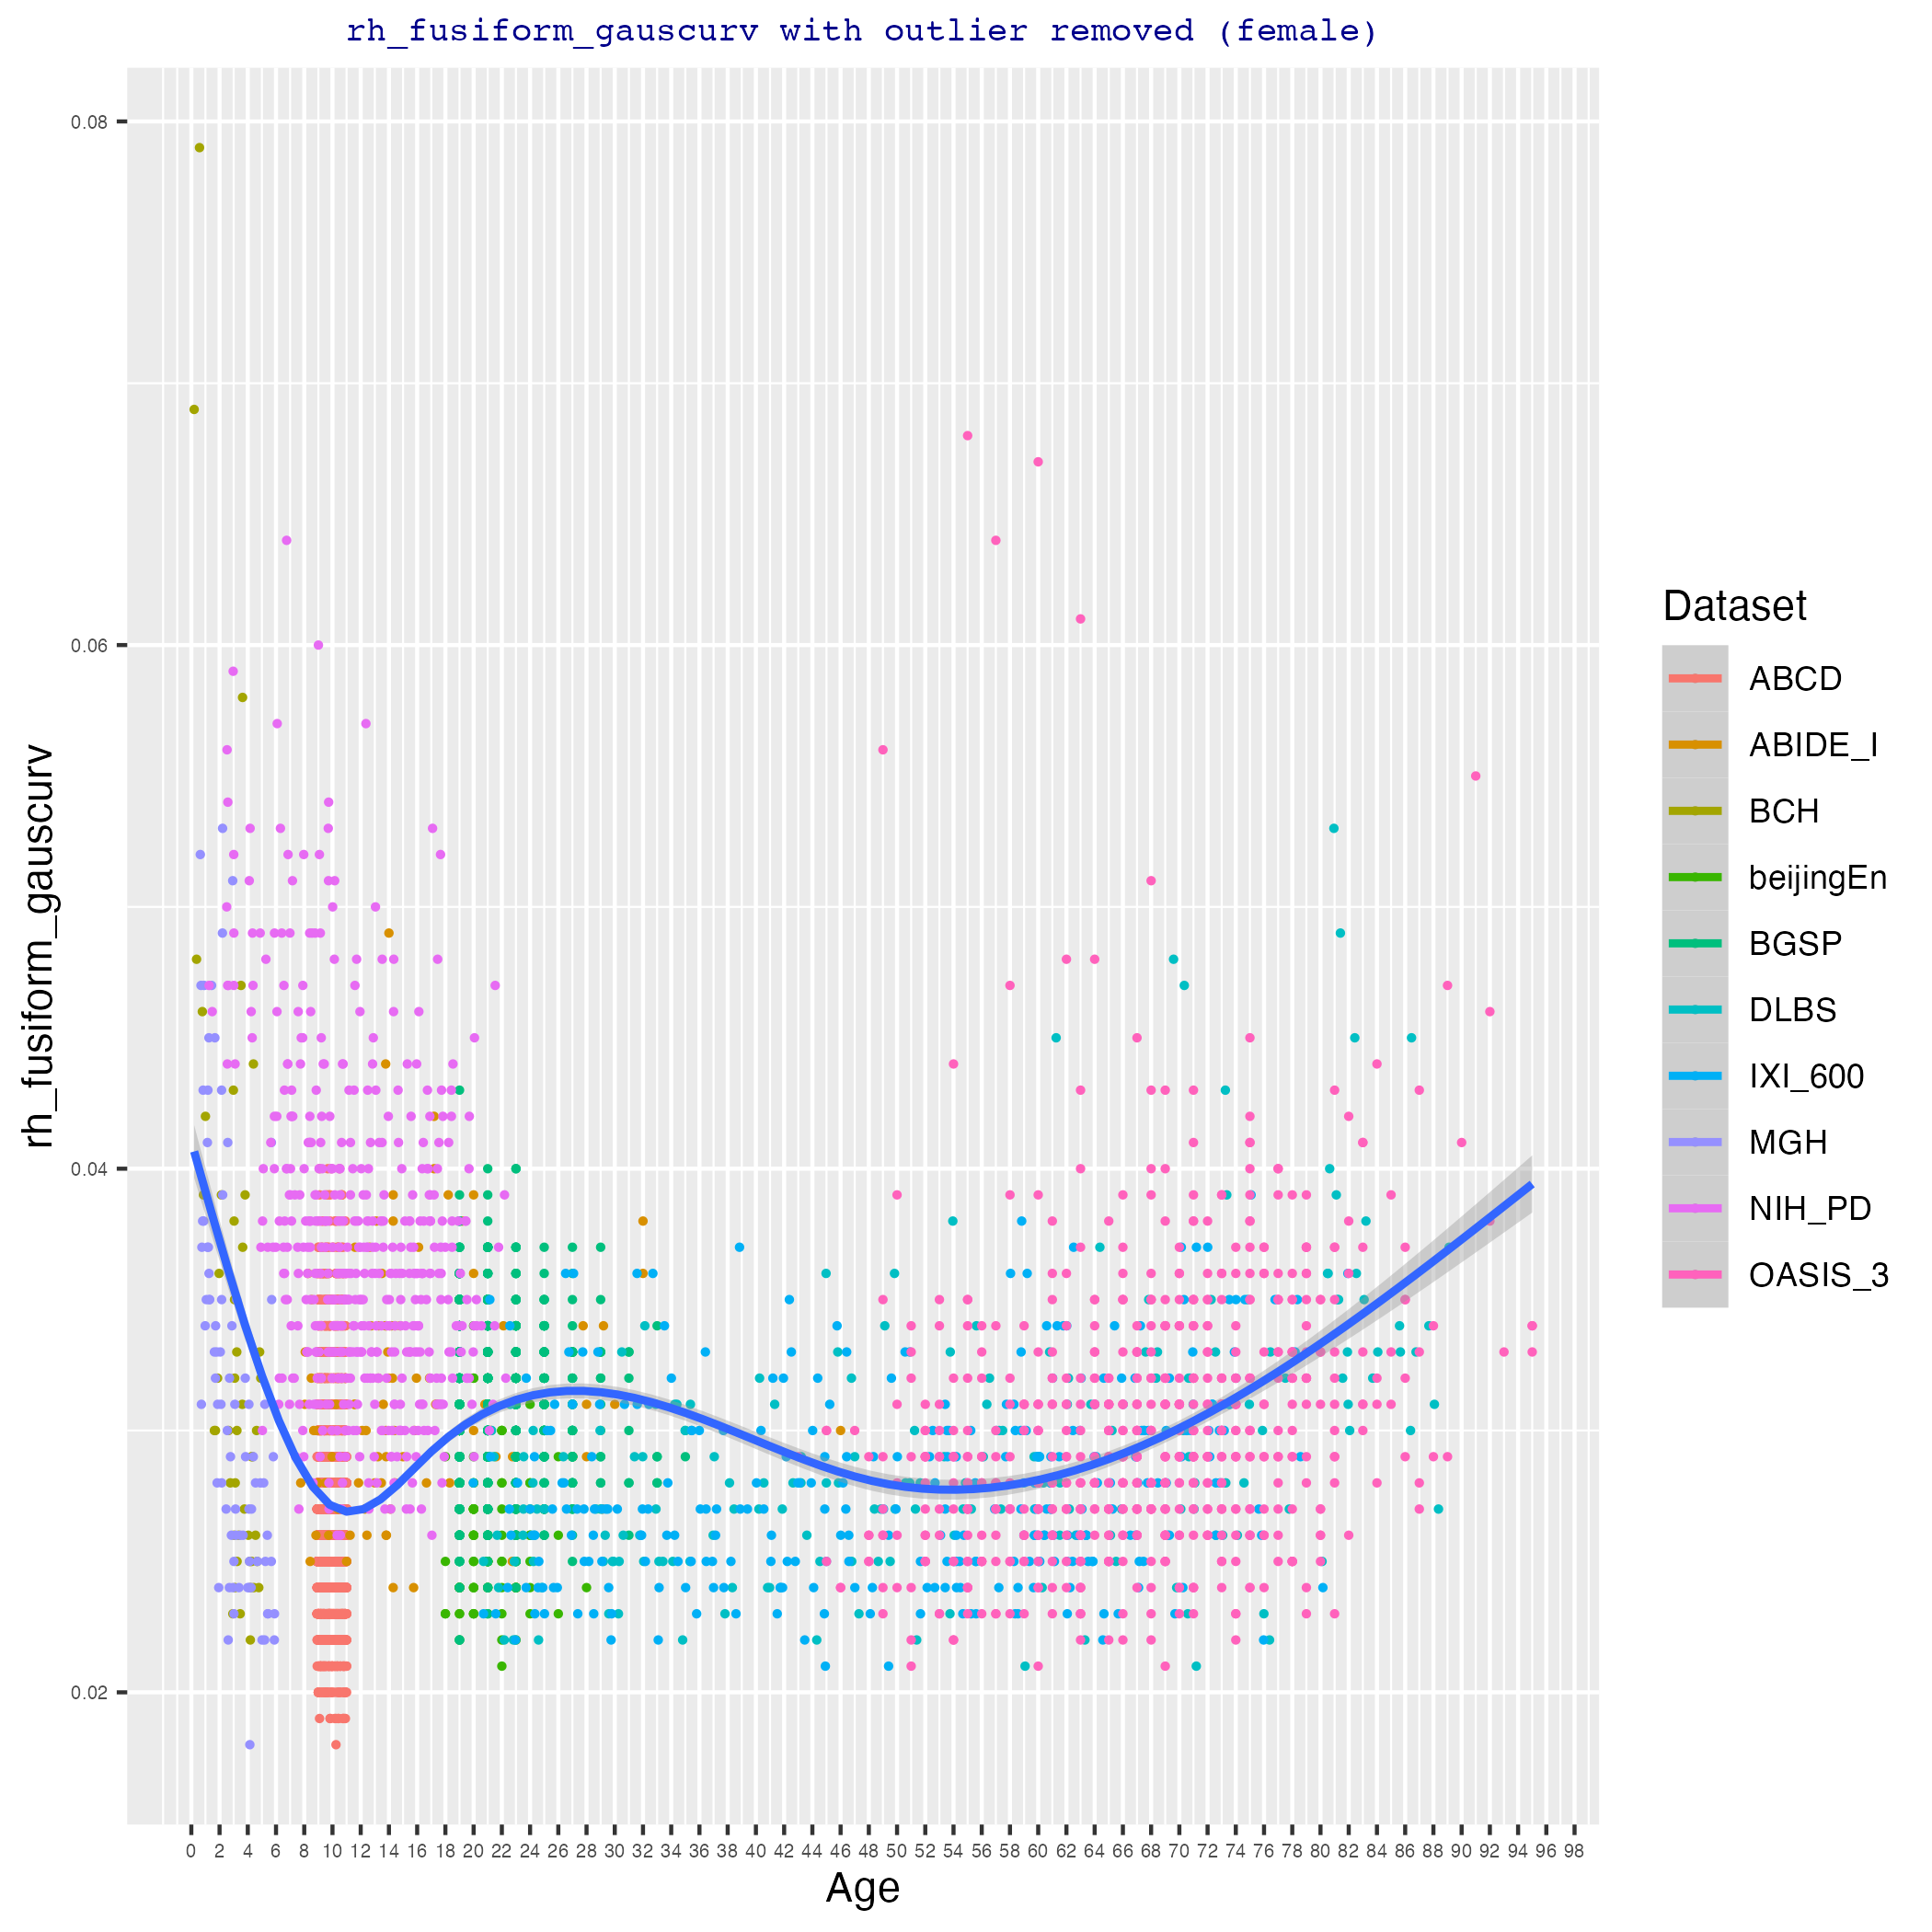 rh_fusiform_gauscurv with outlier removed (female)
0.08
0.06
0.04
0.02
rh_fusiform_gauscurv
0 2 4 6 8 10 12 14 16 18 20 22 24 26 28 30 32 34 36 38 40 42 44 46 48 50 52 54 56 58 60 62 64 66 68 70 72 74 76 78 80 82 84 86 88 90 92 94 96 98
Age
Dataset
ABCD
ABIDE_I
BCH
beijingEn
BGSP
DLBS
IXI_600
MGH
NIH_PD
OASIS_3